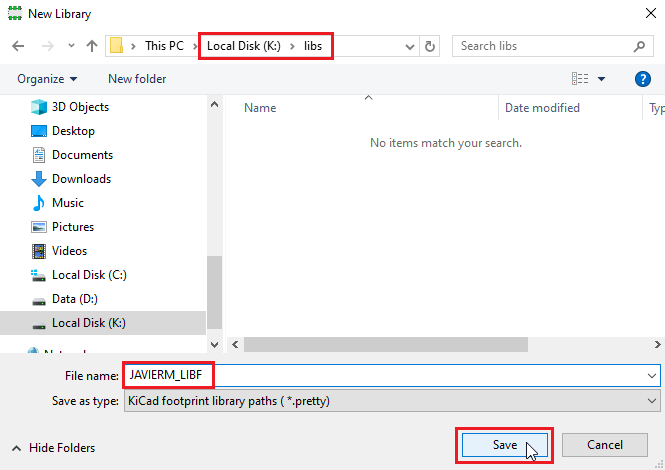 New Library
This PC > Local Disk (K:) > libs
Search libs
Organize
New folder
3D Objects
Desktop
Documents
Downloads
Music
Pictures
Videos
Local Disk (C:)
Data (D:)
Local Disk (K:)
Name
Date modified
Typ
No items match your search.
File name: JAVIERM_LIBF
Save as type: KiCad footprint library paths ( *.pretty)
Hide Folders
Save
Cancel